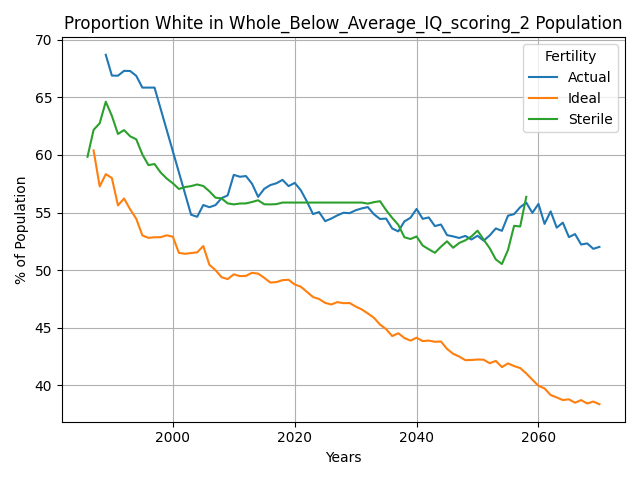 Proportion White in Whole_Below_Average_IQ_scoring_2 Population
70
65
60
55
50
45
40
% of Population
Fertility
Actual
Ideal
Sterile
2000
2020
2040
2060
Years